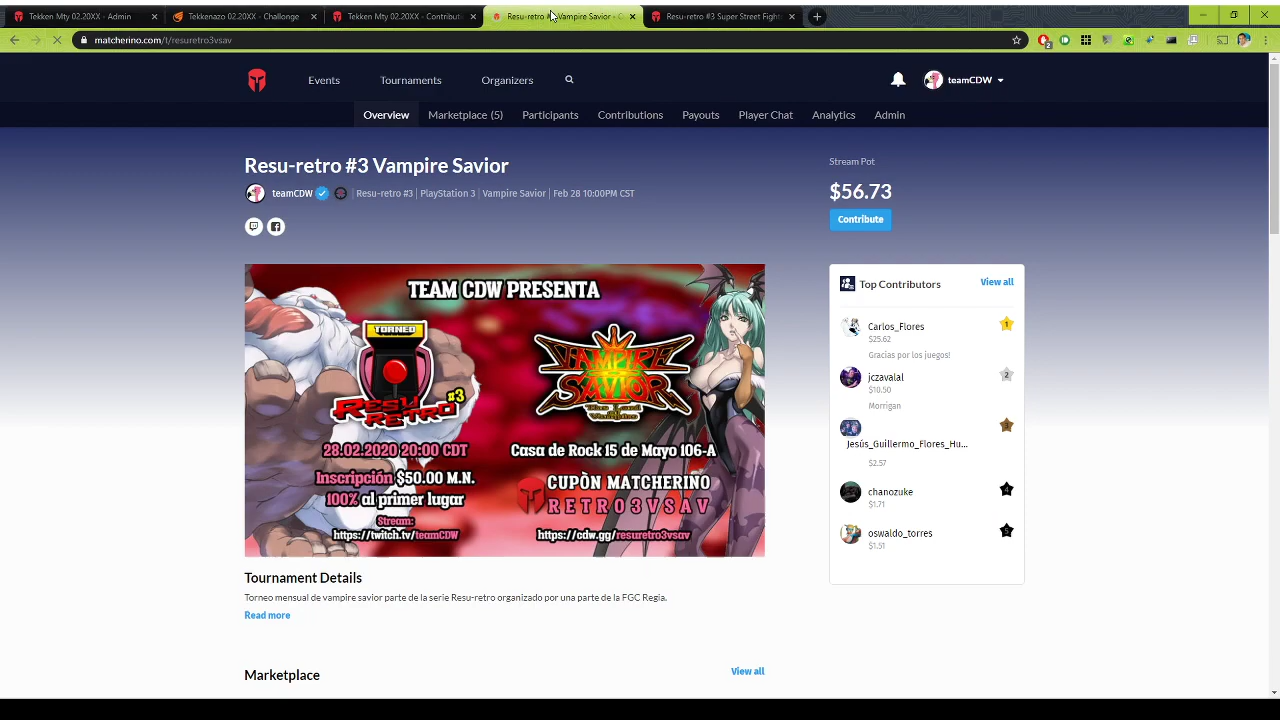 Tekken Mty 02.20XX - Admin
Tekkenazo 02.20XX - Challonge
Tekken Mty 02.20XX - Contribut
Resu-retro #3 Vampire Savior - O
Resu-retro #3 Super Street Fight
matcherino.com/t/resuretro3vsav
2
Events
Tournaments
Organizers
teamCDW
Overview
Marketplace (5)
Participants
Contributions
Payouts
Player Chat
Analytics
Admin
Resu-retro #3 Vampire Savior
teamCDW | Resu-retro #3 | PlayStation 3 | Vampire Savior | Feb 28 10:00PM CST
Stream Pot
$56.73
Contribute
TEAM CDW PRESENTA
TORNEO
RESU RETRO #3
VAMPIRE SAVIOR
28.02.2020 20:00 CDT
Casa de Rock 15 de Mayo 106-A
Inscripción $50.00 M.N.
100% al primer lugar
CUPÒN MATCHERINO
RETRO3VSAV
Stream:
https://twitch.tv/teamCDW
https://cdw.gg/resuretro3vsav
Top Contributors
View all
Carlos_Flores
1
$25.62
Gracias por los juegos!
jczavalal
2
$10.50
Morrigan
Jesús_Guillermo_Flores_Hu...
3
$2.57
chanozuke
4
$1.71
oswaldo_torres
5
$1.51
Tournament Details
Torneo mensual de vampire savior parte de la serie Resu-retro organizado por una parte de la FGC Regia.
Read more
Marketplace
View all